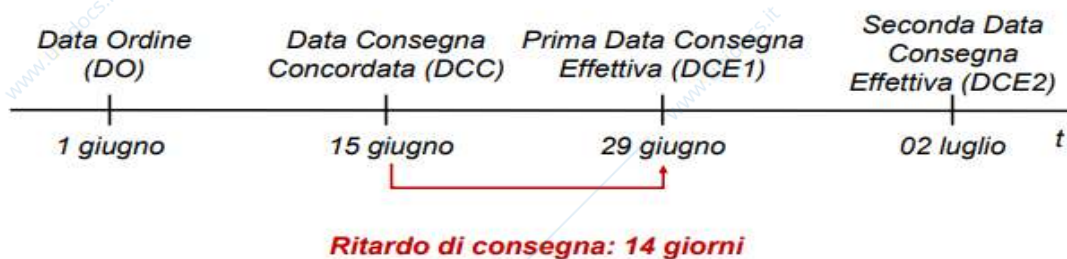 Data Ordine
(DO)
Data Consegna
Concordata (DCC)
Prima Data Consegna
Effettiva (DCE1)
Seconda Data
Consegna
Effettiva (DCE2)
1 giugno
15 giugno
29 giugno
02 luglio
t
Ritardo di consegna: 14 giorni